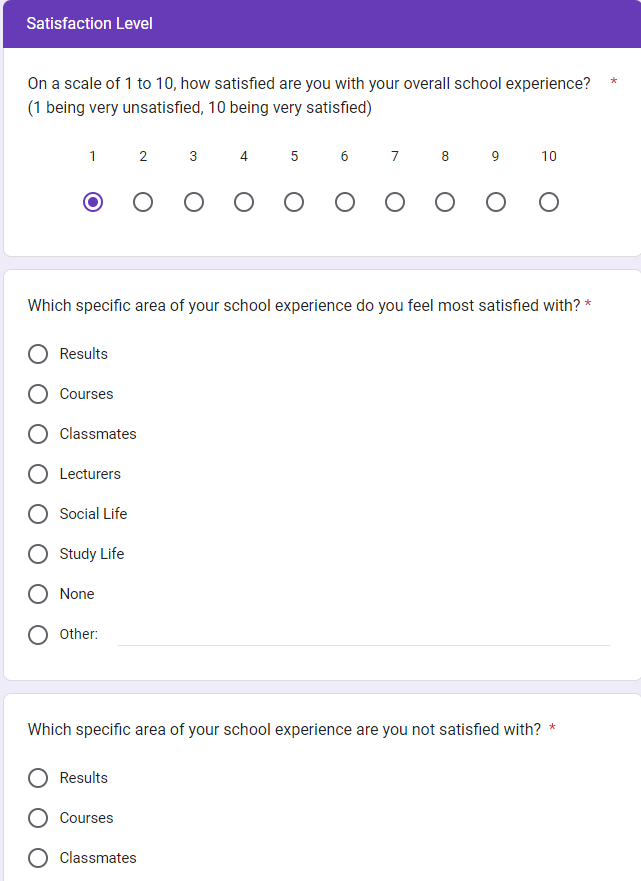 Satisfaction Level
On a scale of 1 to 10, how satisfied are you with your overall school experience? *
(1 being very unsatisfied, 10 being very satisfied)
1 2 3 4 5 6 7 8 9 10
Which specific area of your school experience do you feel most satisfied with? *
Results
Courses
Classmates
Lecturers
Social Life
Study Life
None
Other:
Which specific area of your school experience are you not satisfied with? *
Results
Courses
Classmates